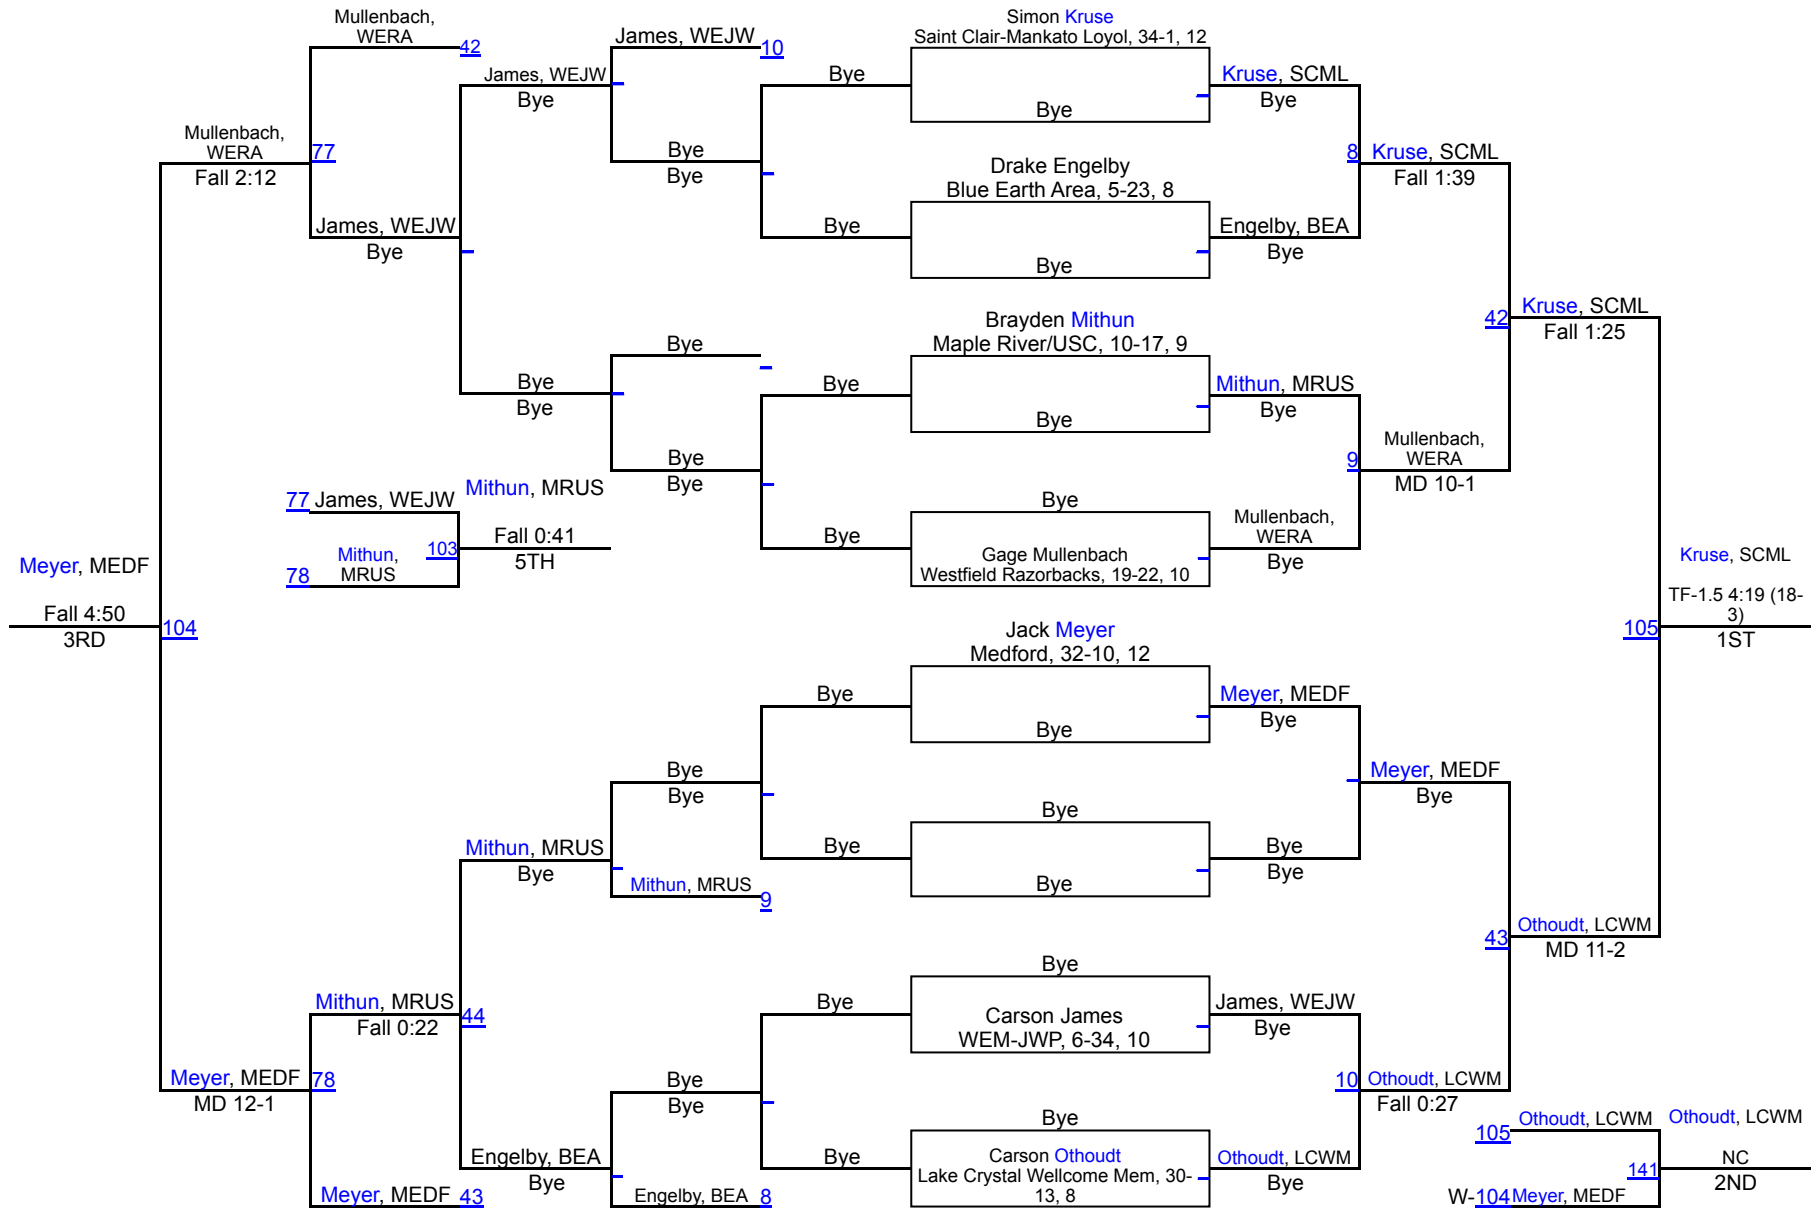 Mullenbach,
WERA
42
James, WEJW
10
Simon Kruse
Saint Clair-Mankato Loyol, 34-1, 12
James, WEJW
Bye
Bye
Kruse, SCML
Bye
Bye
Mullenbach,
WERA
77
Fall 2:12
Bye
Bye
Drake Engelby
Blue Earth Area, 5-23, 8
8
Kruse, SCML
Fall 1:39
James, WEJW
Bye
Bye
Engelby, BEA
Bye
Bye
Brayden Mithun
Maple River/USC, 10-17, 9
42
Kruse, SCML
Fall 1:25
Bye
Bye
Bye
Bye
Mithun, MRUS
Bye
Bye
Mullenbach,
WERA
9
MD 10-1
Bye
Bye
Mithun, MRUS
77 James, WEJW
Bye
Mullenbach,
WERA
Bye
Bye
Gage Mullenbach
Westfield Razorbacks, 19-22, 10
Fall 0:41
103
5TH
Mithun,
MRUS
78
Meyer, MEDF
Fall 4:50
3RD
104
Kruse, SCML
TF-1.5 4:19 (18-
3)
1ST
105
Jack Meyer
Medford, 32-10, 12
Bye
Bye
Meyer, MEDF
Bye
Bye
Bye
Meyer, MEDF
Bye
Bye
Bye
Bye
Bye
Bye
Mithun, MRUS
Bye
Mithun, MRUS
9
43
Othoudt, LCWM
MD 11-2
Bye
Bye
Carson James
WEM-JWP, 6-34, 10
James, WEJW
Bye
Mithun, MRUS
Fall 0:22
44
Meyer, MEDF
78
MD 12-1
Bye
Bye
10
Othoudt, LCWM
Fall 0:27
Bye
Bye
Carson Othoudt
Lake Crystal Wellcome Mem, 30-
13, 8
Othoudt, LCWM
Bye
Engelby, BEA
Bye
Meyer, MEDF 43
Engelby, BEA 8
Othoudt, LCWM
105
Othoudt, LCWM
NC
141
2ND
W-104 Meyer, MEDF